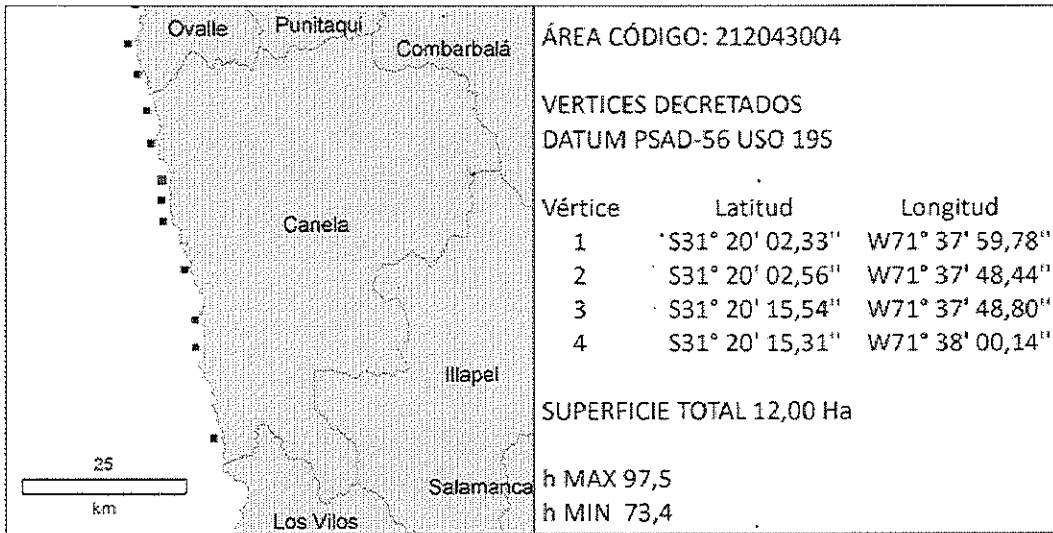 Ovalle
Punitaqui
Combarbalá
Canela
Illapel
Salamanca
Los Vilos
25
km
ÁREA CÓDIGO: 212043004
VERTICES DECRETADOS
DATUM PSAD-56 USO 19S
Vértice Latitud Longitud
1 S31° 20' 02,33" W71° 37' 59,78"
2 S31° 20' 02,56" W71° 37' 48,44"
3 S31° 20' 15,54" W71° 37' 48,80"
4 S31° 20' 15,31" W71° 38' 00,14"
SUPERFICIE TOTAL 12,00 Ha
h MAX 97,5
h MIN 73,4